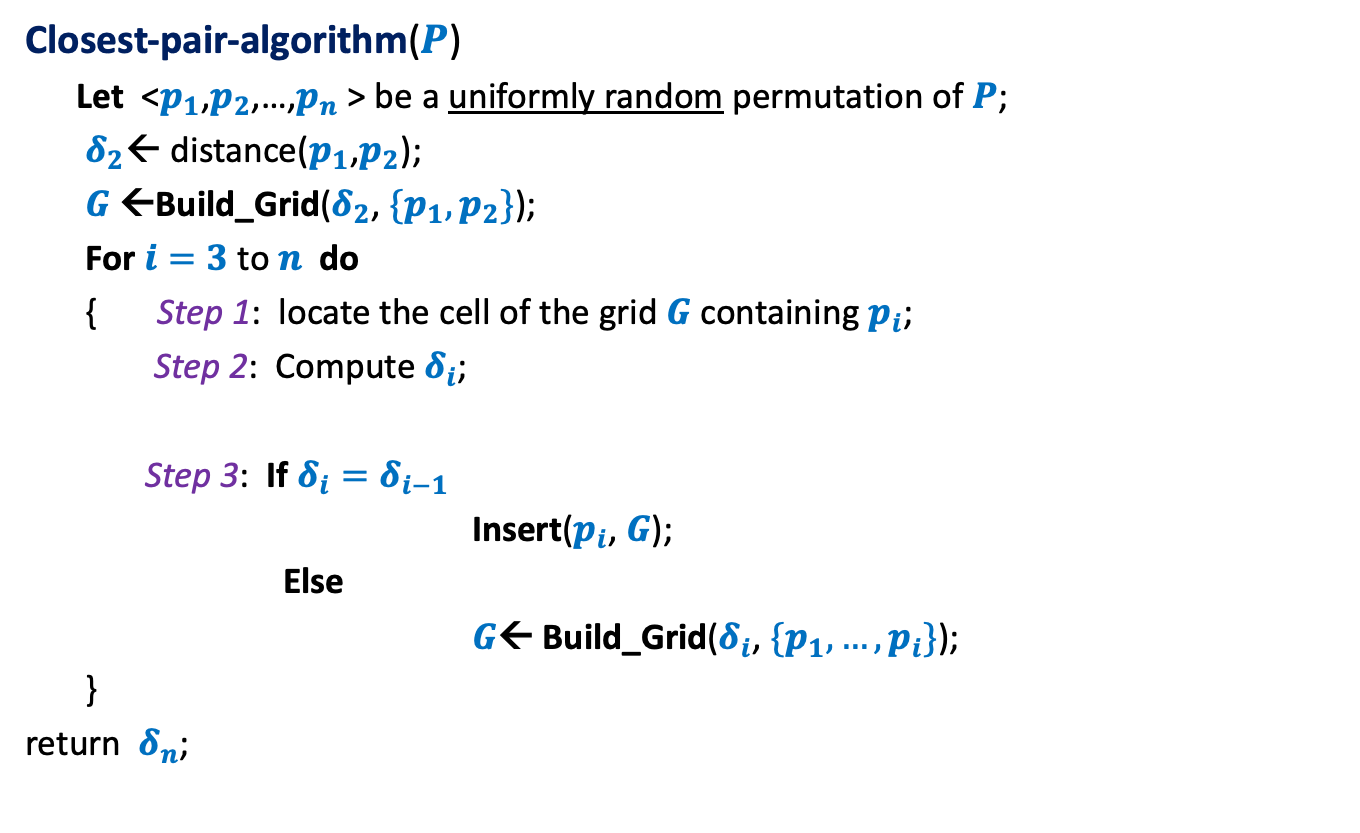 Closest-pair-algorithm(𝑷)
Let <𝒑₁,𝒑₂,…,𝒑ₙ > be a uniformly random permutation of 𝑷;
𝜹₂← distance(𝒑₁,𝒑₂);
𝑮 ←Build_Grid(𝜹₂, {𝒑₁, 𝒑₂});
For 𝒊 = 𝟑 to 𝒏 do
{ Step 1: locate the cell of the grid 𝑮 containing 𝒑ᵢ;
Step 2: Compute 𝜹ᵢ;
Step 3: If 𝜹ᵢ = 𝜹ᵢ₋₁
Insert(𝒑ᵢ, 𝑮);
Else
𝑮← Build_Grid(𝜹ᵢ, {𝒑₁, … , 𝒑ᵢ});
}
return 𝜹ₙ;